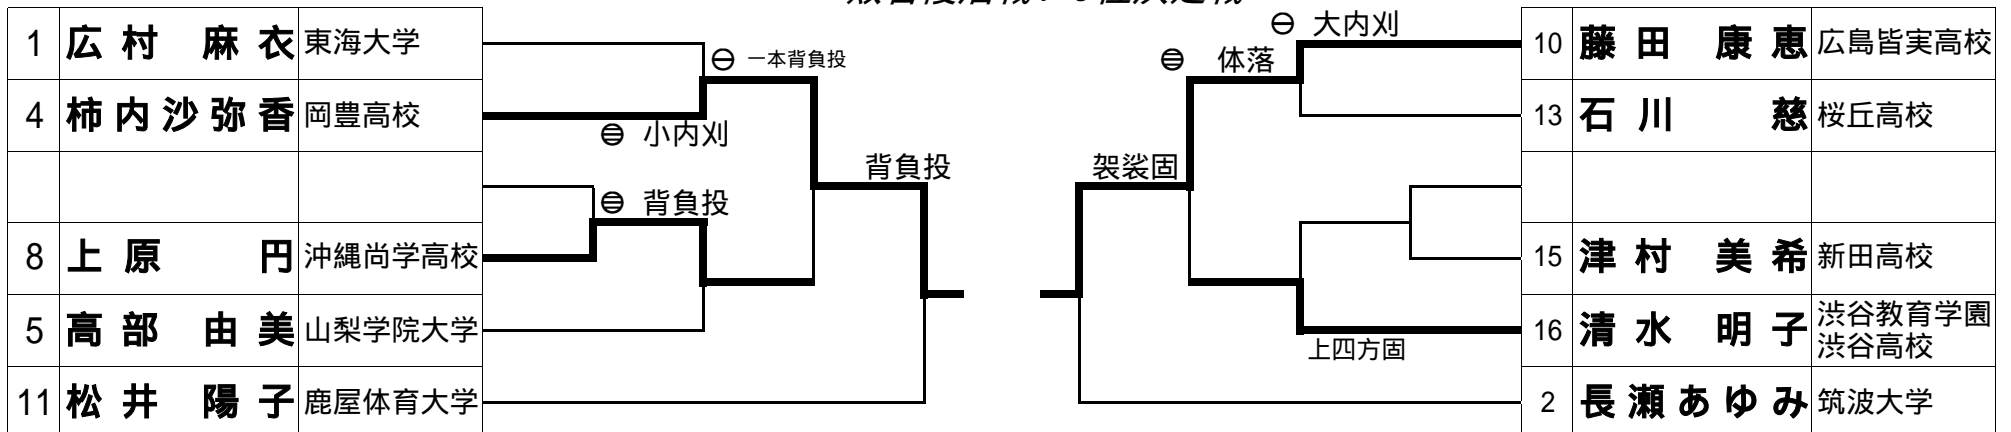 1 広村 麻衣 東海大学
4 柿内沙弥香 岡豊高校
8 上原 円 沖縄尚学高校
5 高部 由美 山梨学院大学
11 松井 陽子 鹿屋体育大学
一本背負投
小内刈
背負投
背負投
大内刈
体落
袈裟固
上四方固
10 藤田 康恵 広島皆実高校
13 石川 慈 桜丘高校
15 津村 美希 新田高校
16 清水 明子 渋谷教育学園
渋谷高校
2 長瀬あゆみ 筑波大学